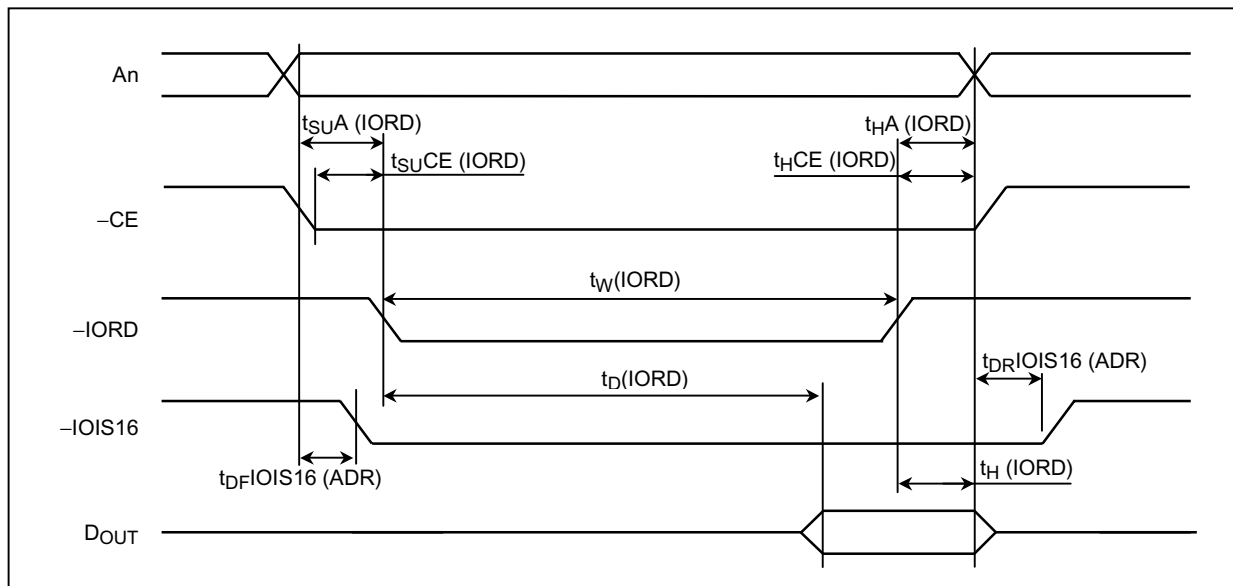 An
tSUA (IORD)
tHA (IORD)
tSUCE (IORD)
tHCE (IORD)
–CE
tW(IORD)
–IORD
tD(IORD)
tDRIOIS16 (ADR)
–IOIS16
tDFIOIS16 (ADR)
tH (IORD)
DOUT